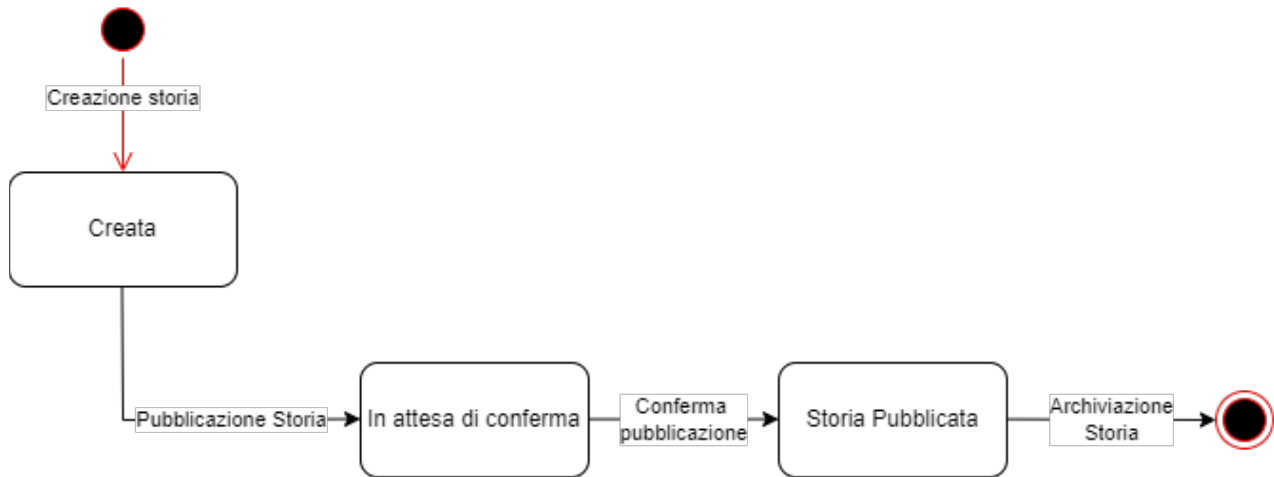 Creazione storia
Creata
Pubblicazione Storia
In attesa di conferma
Conferma
pubblicazione
Storia Pubblicata
Archiviazione
Storia